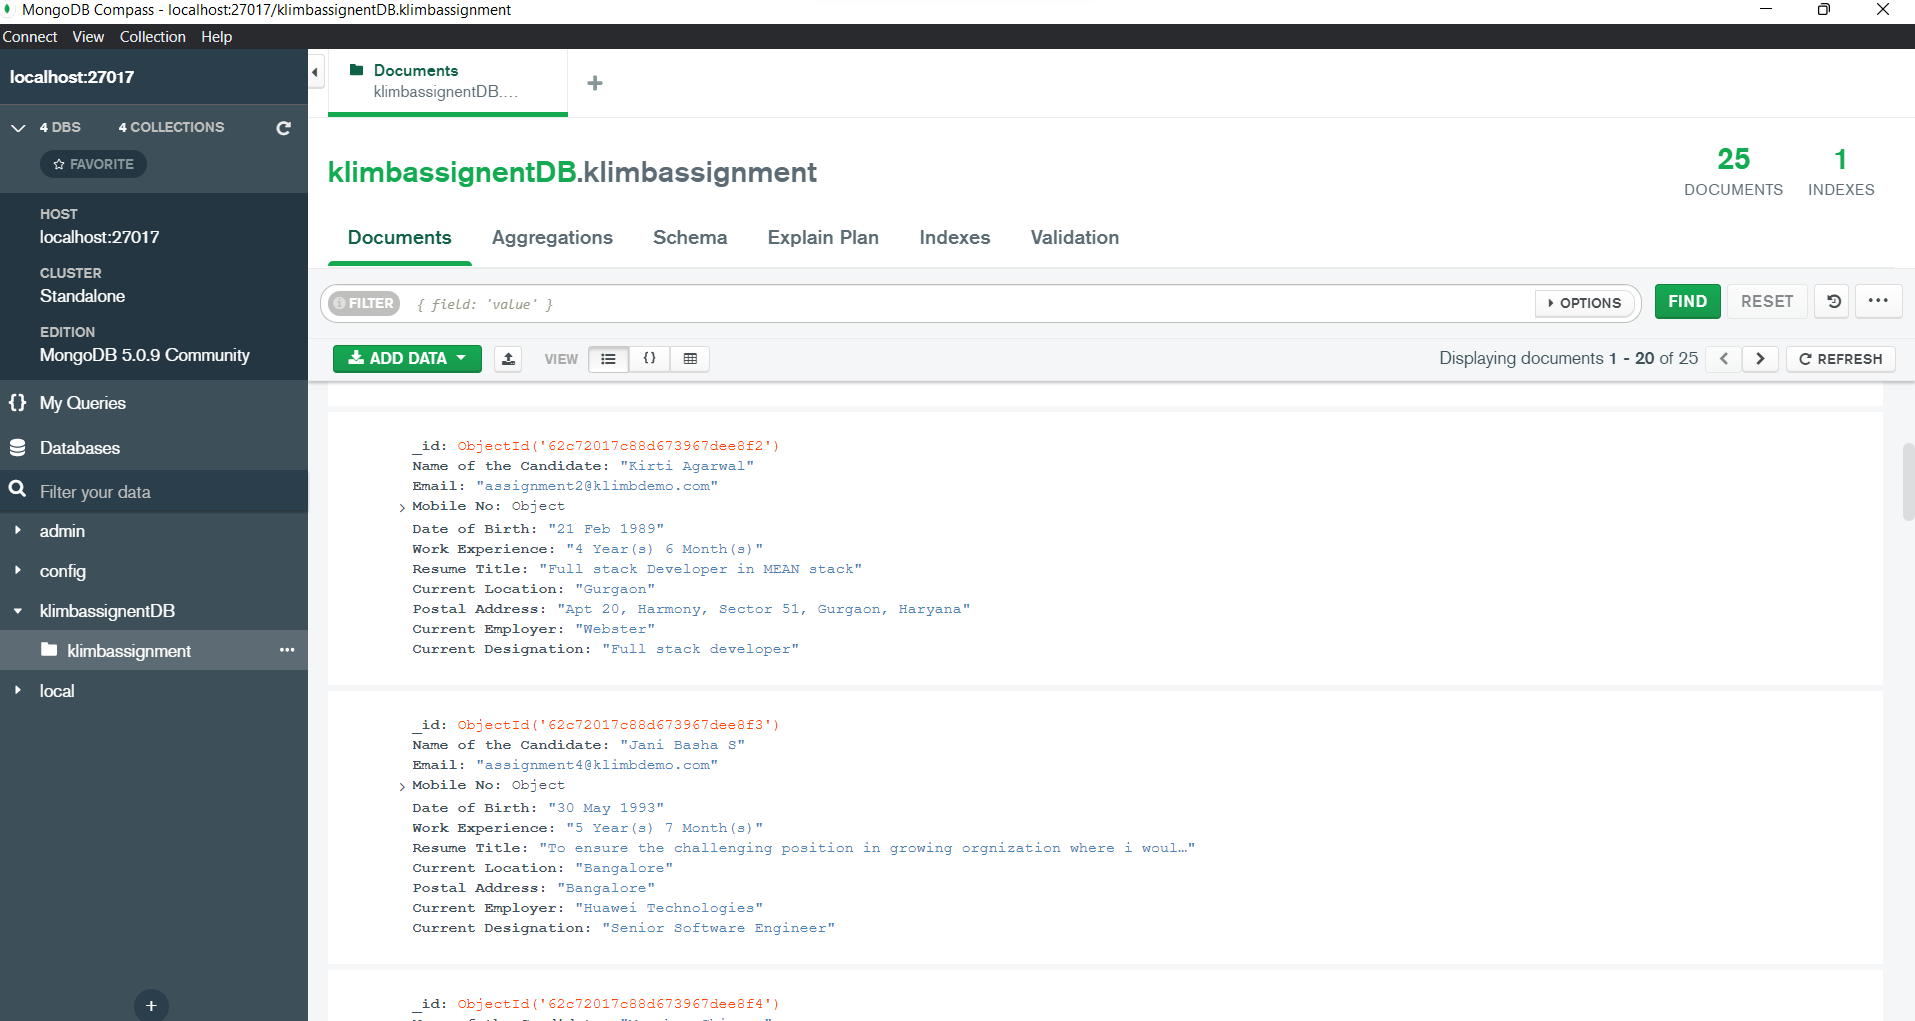 MongoDB Compass - localhost:27017/klimbassignentDB.klimbassignment
Connect View Collection Help
localhost:27017
4 DBS 4 COLLECTIONS
FAVORITE
HOST
localhost:27017
CLUSTER
Standalone
EDITION
MongoDB 5.0.9 Community
{} My Queries
Databases
Filter your data
admin
config
klimbassignentDB
klimbassignment
local
Documents
klimbassignentDB....
klimbassignentDB.klimbassignment
25
DOCUMENTS
1
INDEXES
Documents Aggregations Schema Explain Plan Indexes Validation
FILTER { field: 'value' } OPTIONS FIND RESET
ADD DATA VIEW {} Displaying documents 1 - 20 of 25 REFRESH
_id: ObjectId('62c72017c88d673967dee8f2')
Name of the Candidate: "Kirti Agarwal"
Email: "assignment2@klimbdemo.com"
Mobile No: Object
Date of Birth: "21 Feb 1989"
Work Experience: "4 Year(s) 6 Month(s)"
Resume Title: "Full stack Developer in MEAN stack"
Current Location: "Gurgaon"
Postal Address: "Apt 20, Harmony, Sector 51, Gurgaon, Haryana"
Current Employer: "Webster"
Current Designation: "Full stack developer"
_id: ObjectId('62c72017c88d673967dee8f3')
Name of the Candidate: "Jani Basha S"
Email: "assignment4@klimbdemo.com"
Mobile No: Object
Date of Birth: "30 May 1993"
Work Experience: "5 Year(s) 7 Month(s)"
Resume Title: "To ensure the challenging position in growing orgnization where i woul…"
Current Location: "Bangalore"
Postal Address: "Bangalore"
Current Employer: "Huawei Technologies"
Current Designation: "Senior Software Engineer"
_id: ObjectId('62c72017c88d673967dee8f4')